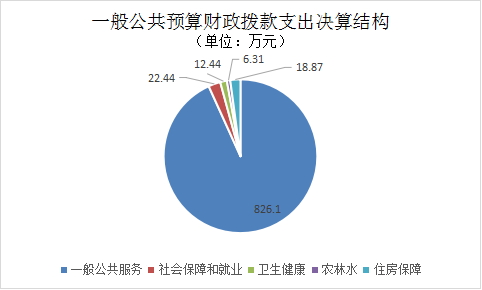 一般公共预算财政拨款支出决算结构
（单位：万元）
6.31
12.44
18.87
22.44
826.1
一般公共服务 社会保障和就业 卫生健康 农林水 住房保障